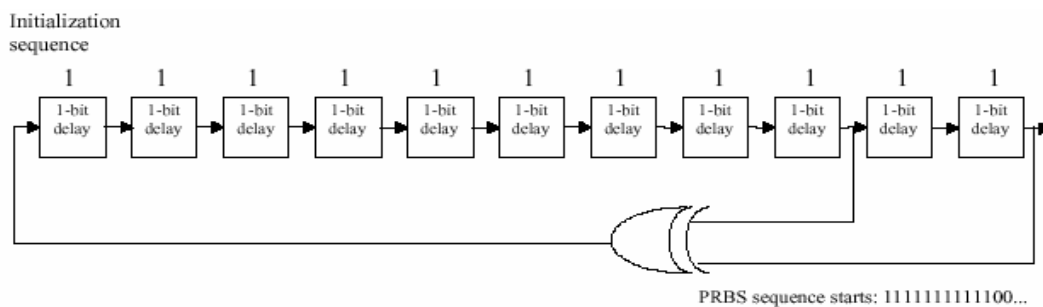 Initialization
sequence
1 1 1 1 1 1 1 1 1 1 1
1-bit 1-bit 1-bit 1-bit 1-bit 1-bit 1-bit 1-bit 1-bit 1-bit 1-bit
delay delay delay delay delay delay delay delay delay delay delay
PRBS sequence starts: 1111111111100...